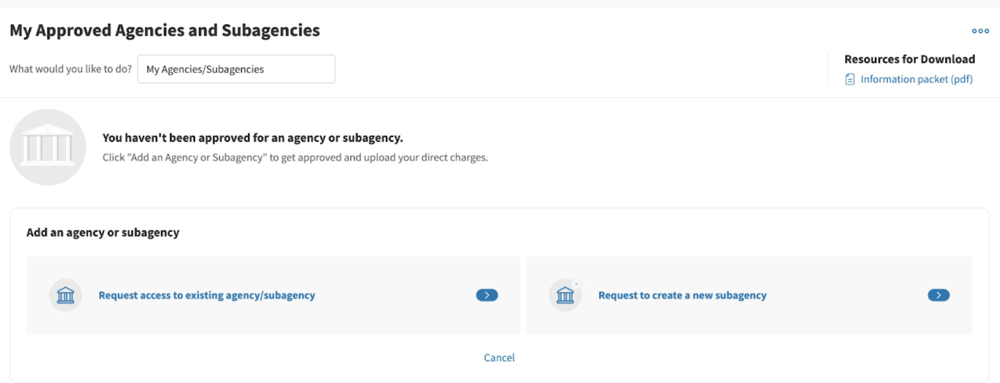 My Approved Agencies and Subagencies
What would you like to do?
My Agencies/Subagencies
Resources for Download
Information packet (pdf)
You haven't been approved for an agency or subagency.
Click "Add an Agency or Subagency" to get approved and upload your direct charges.
Add an agency or subagency
Request access to existing agency/subagency
Request to create a new subagency
Cancel